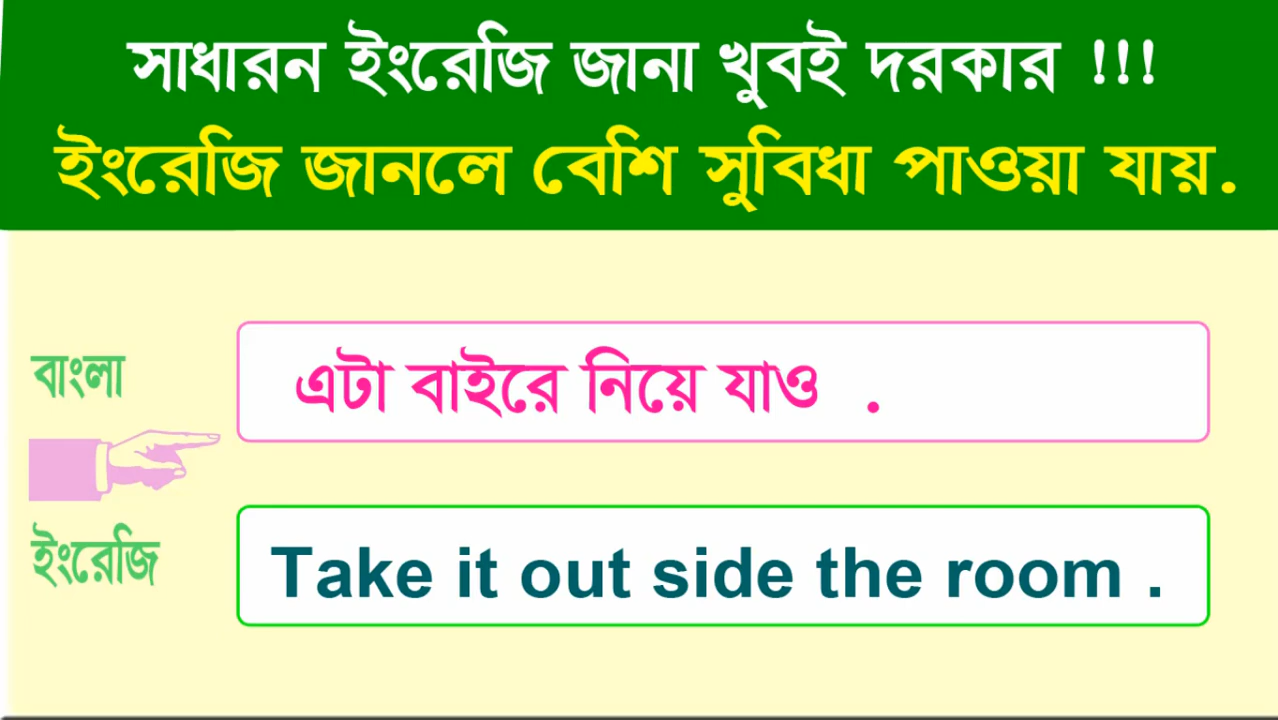 সাধারন ইংরেজি জানা খুবই দরকার !!!
ইংরেজি জানলে বেশি সুবিধা পাওয়া যায়.
বাংলা
এটা বাইরে নিয়ে যাও .
ইংরেজি
Take it out side the room .